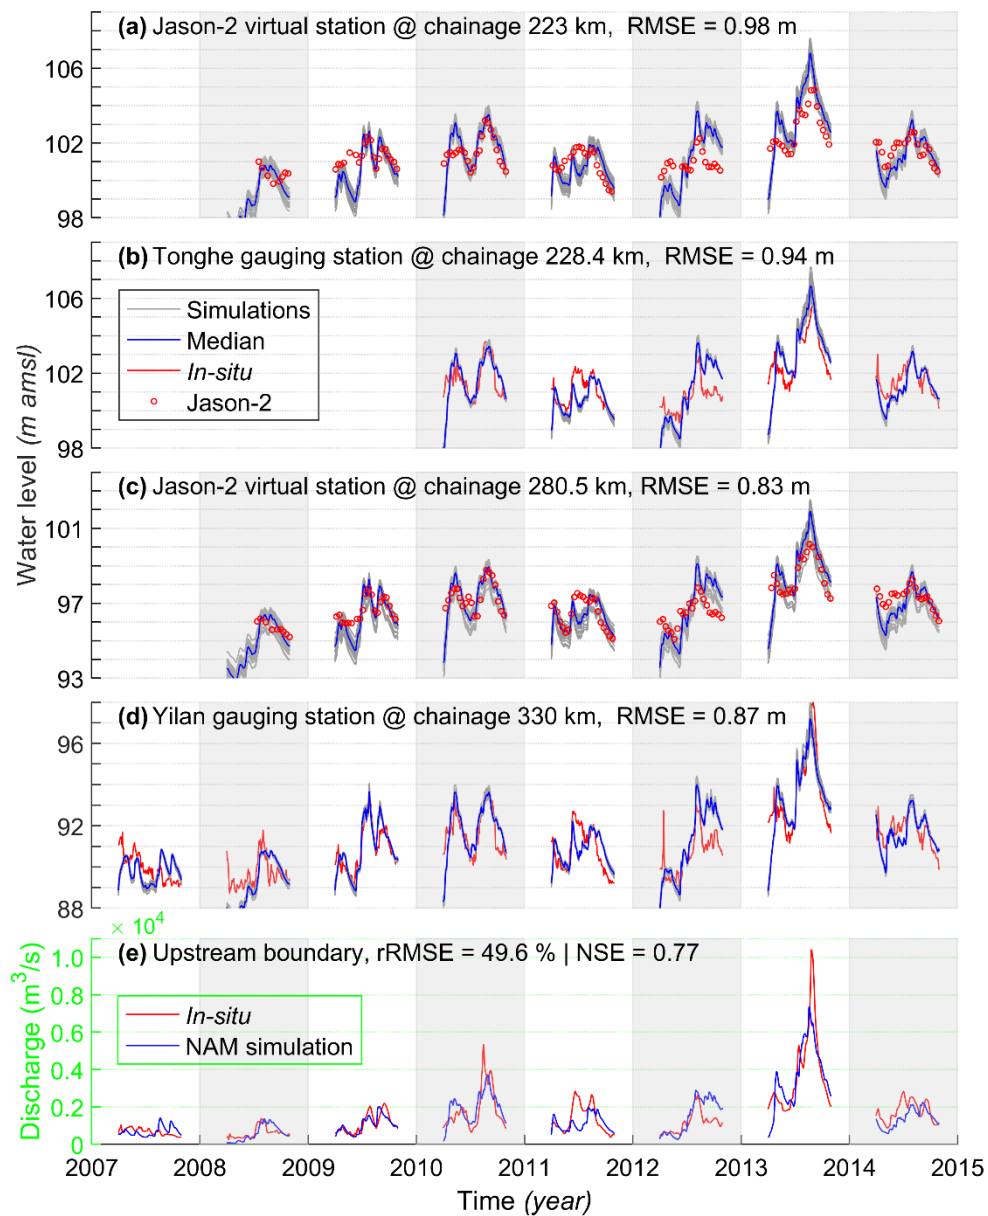 (a) Jason-2 virtual station @ chainage 223 km, RMSE = 0.98 m
106
102
98
(b) Tonghe gauging station @ chainage 228.4 km, RMSE = 0.94 m
Simulations
Median
In-situ
Jason-2
106
102
98
Water level (m amsl)
(c) Jason-2 virtual station @ chainage 280.5 km, RMSE = 0.83 m
101
97
93
(d) Yilan gauging station @ chainage 330 km, RMSE = 0.87 m
96
92
88
× 10⁴
(e) Upstream boundary, rRMSE = 49.6 % | NSE = 0.77
In-situ
NAM simulation
1.0
0.8
0.6
0.4
0.2
0
Discharge (m³/s)
2007 2008 2009 2010 2011 2012 2013 2014 2015
Time (year)